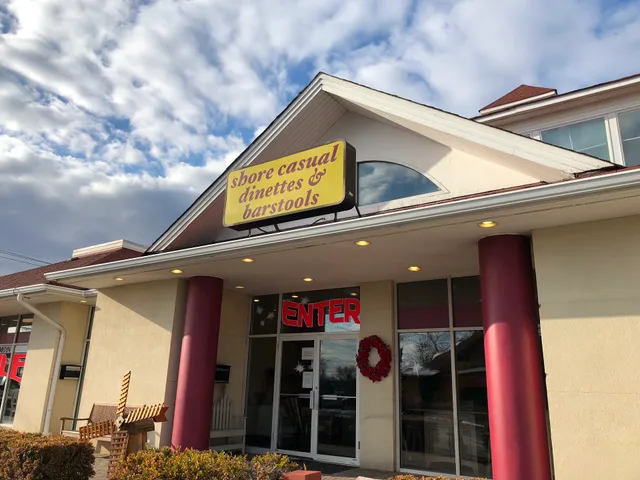 shore casual
dinettes &
barstools
ENTER